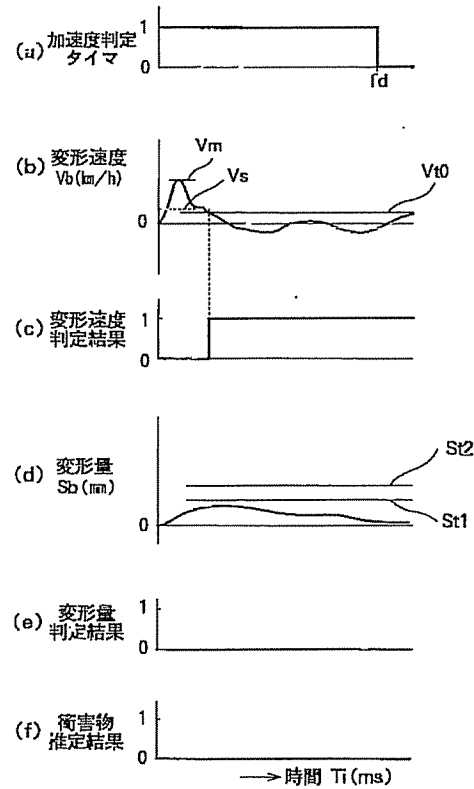 (a) 加速度判定
タイマ
1
0
Td
(b) 変形速度
Vb(km/h)
0
Vm
Vs
Vt0
(c) 変形速度
判定結果
1
0
(d) 変形量
Sb(mm)
0
St2
St1
(e) 変形量
判定結果
1
0
(f) 衝害物
推定結果
1
0
→時間 Ti(ms)